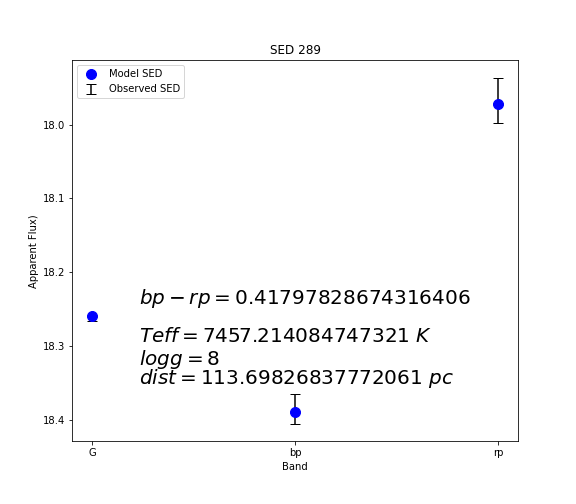 SED 289
Model SED
Observed SED
18.0
18.1
18.2
18.3
18.4
Apparent Flux)
bp − rp = 0.41797828674316406
Teff = 7457.214084747321 K
logg = 8
dist = 113.69826837772061 pc
G bp rp
Band